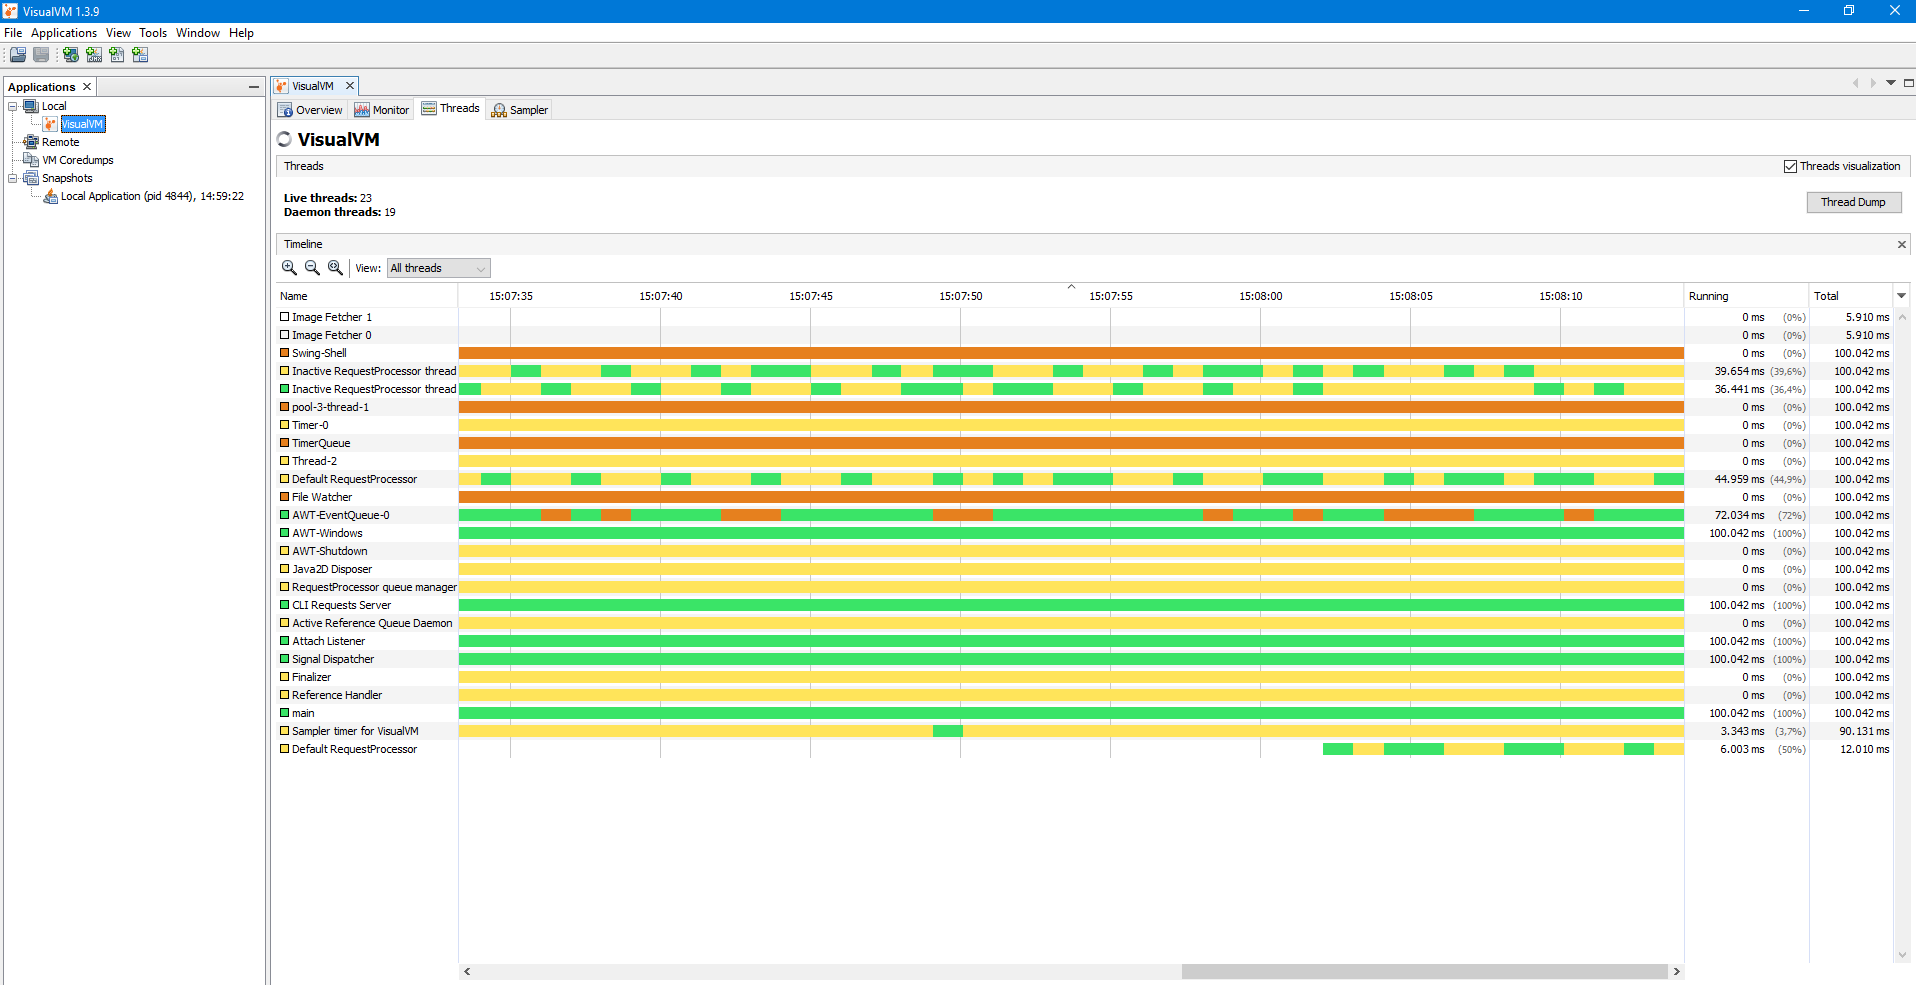 VisualVM 1.3.9
File Applications View Tools Window Help
Applications
Local
VisualVM
Remote
VM Coredumps
Snapshots
Local Application (pid 4844), 14:59:22
VisualVM
Overview Monitor Threads Sampler
VisualVM
Threads Threads visualization
Live threads: 23
Daemon threads: 19
Thread Dump
Timeline
View: All threads
Name 15:07:35 15:07:40 15:07:45 15:07:50 15:07:55 15:08:00 15:08:05 15:08:10 Running Total
Image Fetcher 1 0 ms (0%) 5.910 ms
Image Fetcher 0 0 ms (0%) 5.910 ms
Swing-Shell 0 ms (0%) 100.042 ms
Inactive RequestProcessor thread 39.654 ms (39,6%) 100.042 ms
Inactive RequestProcessor thread 36.441 ms (36,4%) 100.042 ms
pool-3-thread-1 0 ms (0%) 100.042 ms
Timer-0 0 ms (0%) 100.042 ms
TimerQueue 0 ms (0%) 100.042 ms
Thread-2 0 ms (0%) 100.042 ms
Default RequestProcessor 44.959 ms (44,9%) 100.042 ms
File Watcher 0 ms (0%) 100.042 ms
AWT-EventQueue-0 72.034 ms (72%) 100.042 ms
AWT-Windows 100.042 ms (100%) 100.042 ms
AWT-Shutdown 0 ms (0%) 100.042 ms
Java2D Disposer 0 ms (0%) 100.042 ms
RequestProcessor queue manager 0 ms (0%) 100.042 ms
CLI Requests Server 100.042 ms (100%) 100.042 ms
Active Reference Queue Daemon 0 ms (0%) 100.042 ms
Attach Listener 100.042 ms (100%) 100.042 ms
Signal Dispatcher 100.042 ms (100%) 100.042 ms
Finalizer 0 ms (0%) 100.042 ms
Reference Handler 0 ms (0%) 100.042 ms
main 100.042 ms (100%) 100.042 ms
Sampler timer for VisualVM 3.343 ms (3,7%) 90.131 ms
Default RequestProcessor 6.003 ms (50%) 12.010 ms